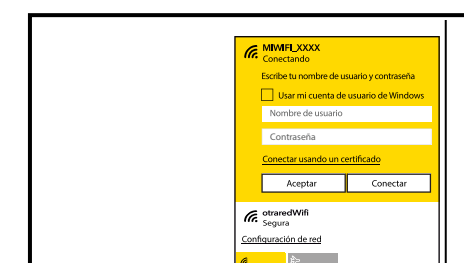 MIWIFI_XXXX
Conectando
Escribe tu nombre de usuario y contraseña
Usar mi cuenta de usuario de Windows
Nombre de usuario
Contraseña
Conectar usando un certificado
Aceptar
Conectar
otraredWifi
Segura
Configuración de red